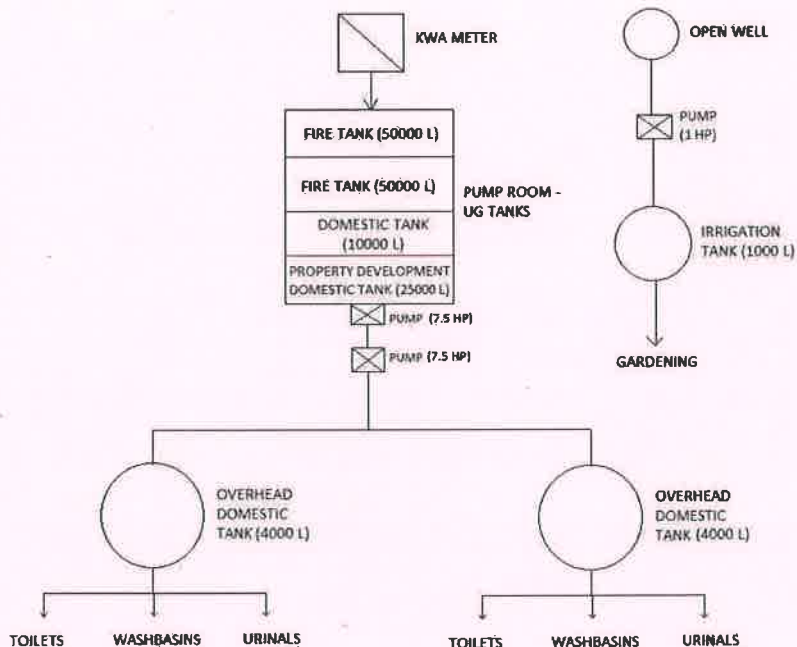 KWA METER
OPEN WELL
PUMP
(1 HP)
FIRE TANK (50000 L)
FIRE TANK (50000 L)
PUMP ROOM -
UG TANKS
DOMESTIC TANK
(10000 L)
PROPERTY DEVELOPMENT
DOMESTIC TANK (25000 L)
IRRIGATION
TANK (1000 L)
PUMP (7.5 HP)
PUMP (7.5 HP)
GARDENING
OVERHEAD
DOMESTIC
TANK (4000 L)
OVERHEAD
DOMESTIC
TANK (4000 L)
TOILETS
WASHBASINS
URINALS
TOILETS
WASHBASINS
URINALS